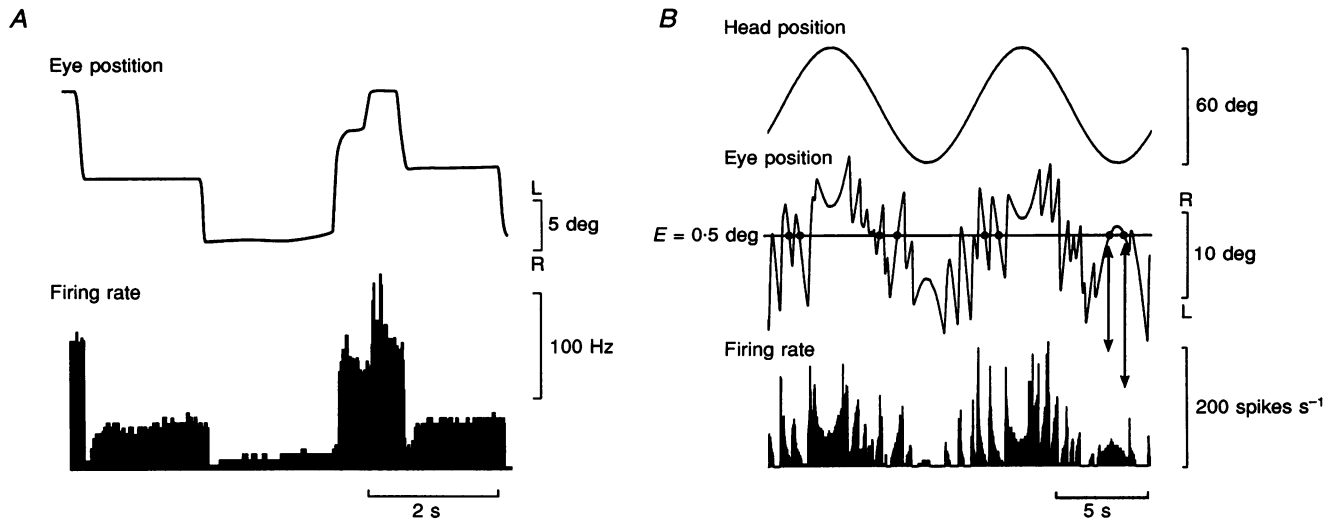 A
Eye postition
L
5 deg
R
Firing rate
100 Hz
2 s
B
Head position
60 deg
Eye position
R
E = 0·5 deg
10 deg
L
Firing rate
200 spikes s⁻¹
5 s